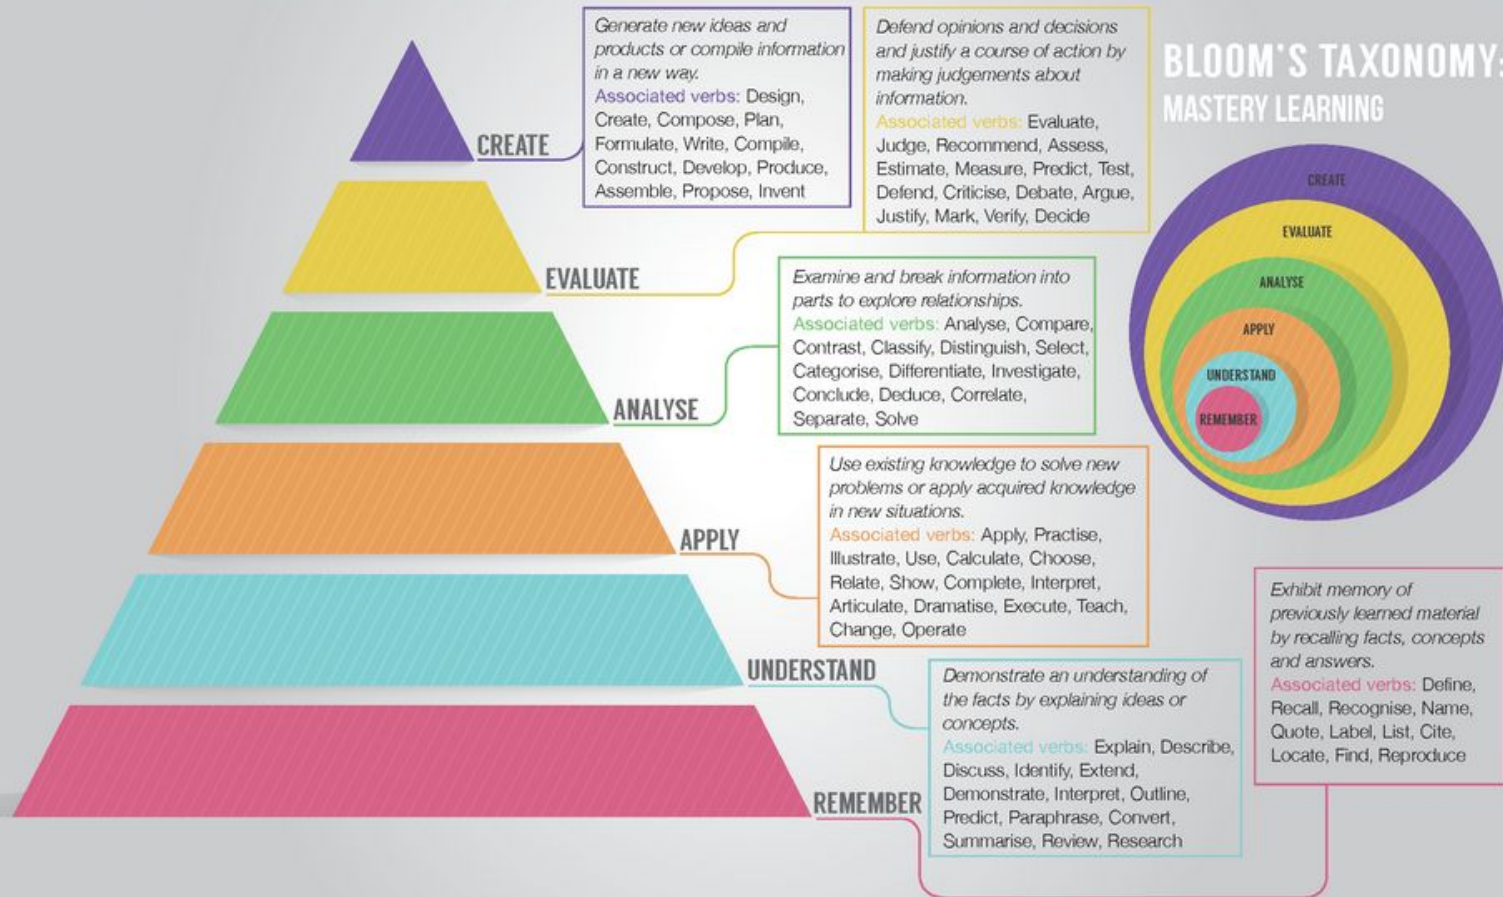 Generate new ideas and
products or compile information
in a new way.
Associated verbs: Design,
Create, Compose, Plan,
Formulate, Write, Compile,
Construct, Develop, Produce,
Assemble, Propose, Invent
CREATE
Defend opinions and decisions
and justify a course of action by
making judgements about
information.
Associated verbs: Evaluate,
Judge, Recommend, Assess,
Estimate, Measure, Predict, Test,
Defend, Criticise, Debate, Argue,
Justify, Mark, Verify, Decide
EVALUATE
BLOOM'S TAXONOMY:
MASTERY LEARNING
CREATE
EVALUATE
ANALYSE
APPLY
UNDERSTAND
REMEMBER
Examine and break information into
parts to explore relationships.
Associated verbs: Analyse, Compare,
Contrast, Classify, Distinguish, Select,
Categorise, Differentiate, Investigate,
Conclude, Deduce, Correlate,
Separate, Solve
ANALYSE
Use existing knowledge to solve new
problems or apply acquired knowledge
in new situations.
Associated verbs: Apply, Practise,
Illustrate, Use, Calculate, Choose,
Relate, Show, Complete, Interpret,
Articulate, Dramatise, Execute, Teach,
Change, Operate
APPLY
UNDERSTAND
Demonstrate an understanding of
the facts by explaining ideas or
concepts.
Associated verbs: Explain, Describe,
Discuss, Identify, Extend,
Demonstrate, Interpret, Outline,
Predict, Paraphrase, Convert,
Summarise, Review, Research
REMEMBER
Exhibit memory of
previously learned material
by recalling facts, concepts
and answers.
Associated verbs: Define,
Recall, Recognise, Name,
Quote, Label, List, Cite,
Locate, Find, Reproduce